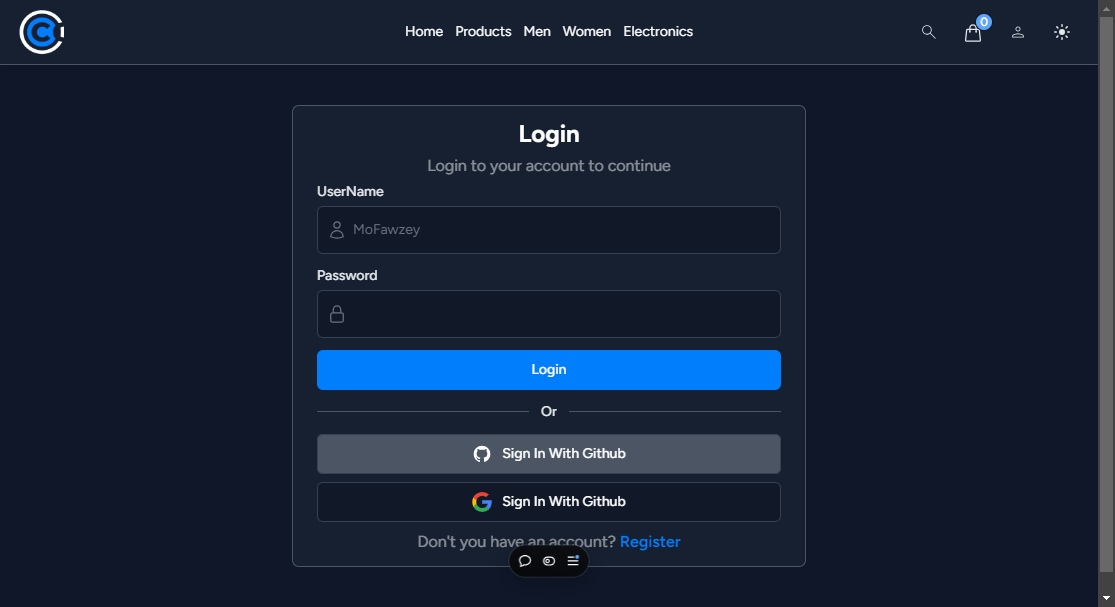 Home Products Men Women Electronics
0
Login
Login to your account to continue
UserName
MoFawzey
Password
Login
Or
Sign In With Github
Sign In With Github
Don't you have an account? Register